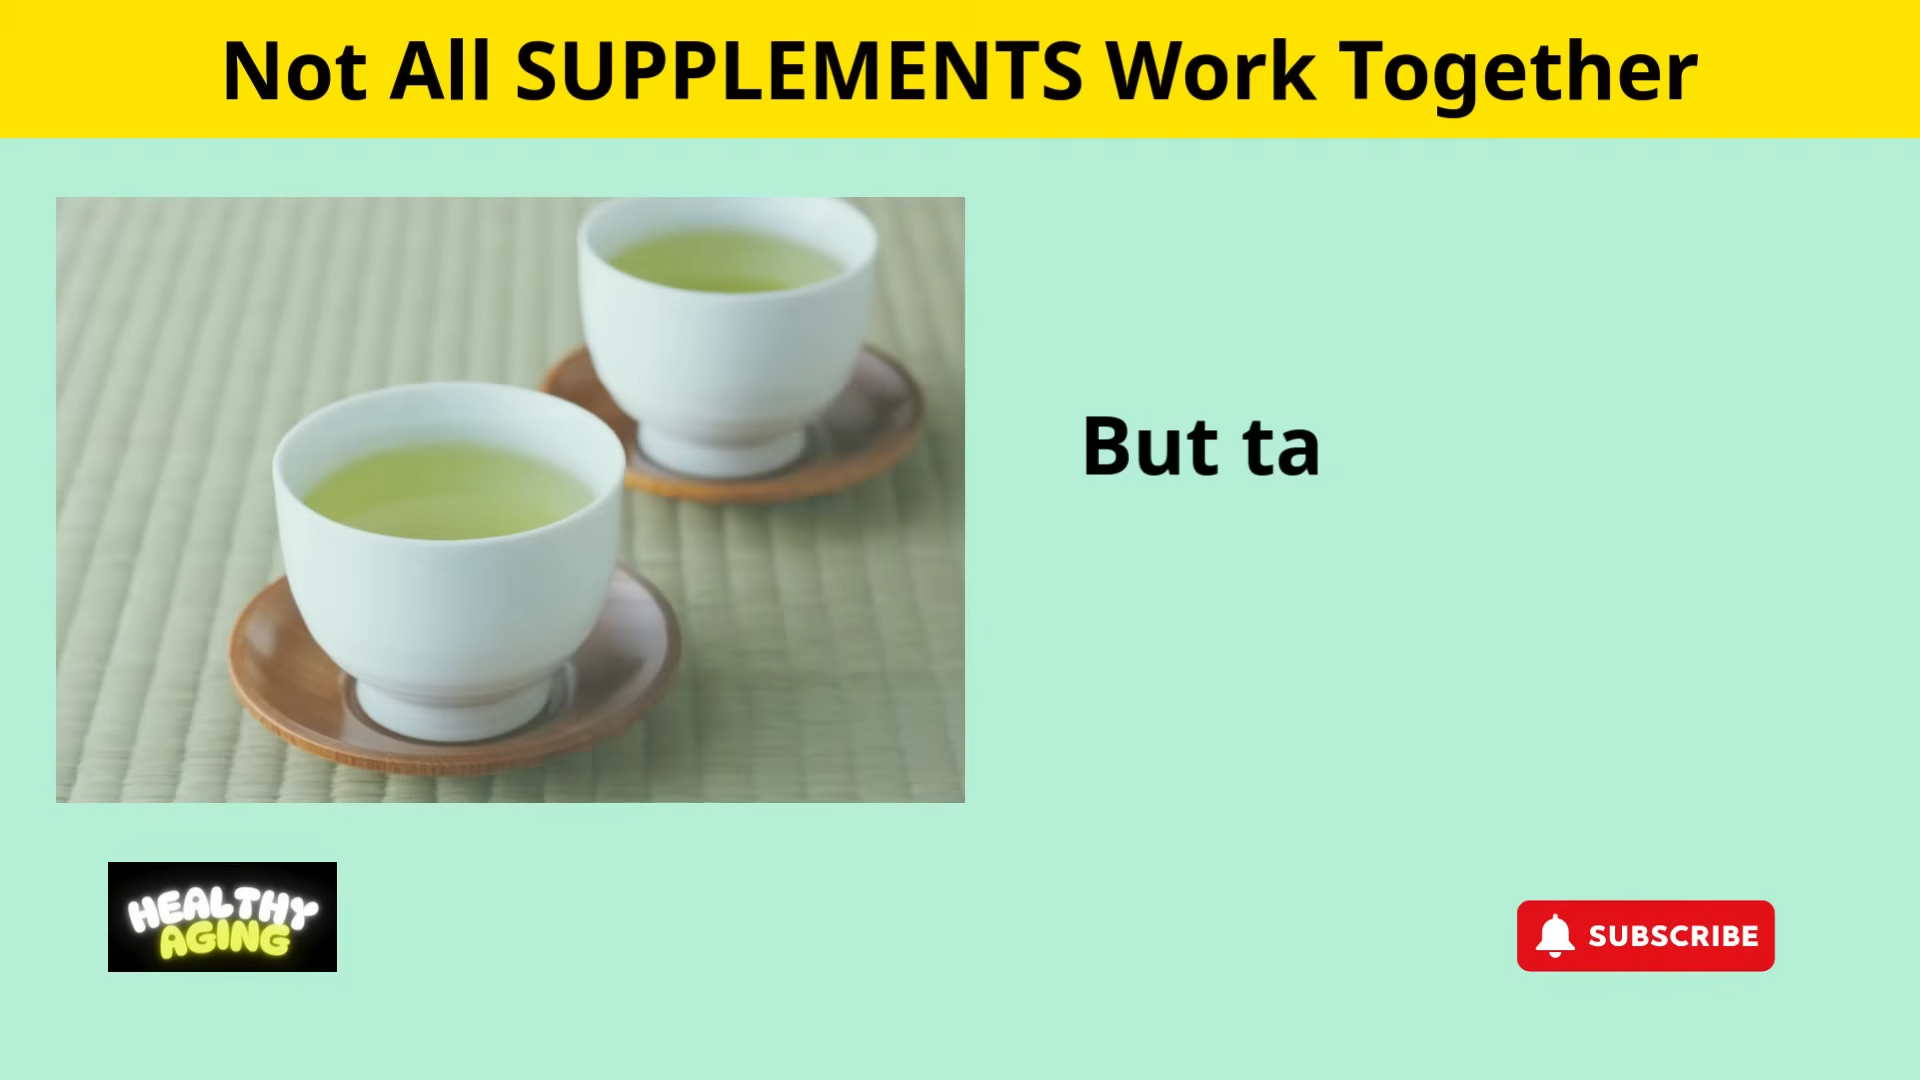 Not All SUPPLEMENTS Work Together
But ta
HEALTHY
AGING
SUBSCRIBE